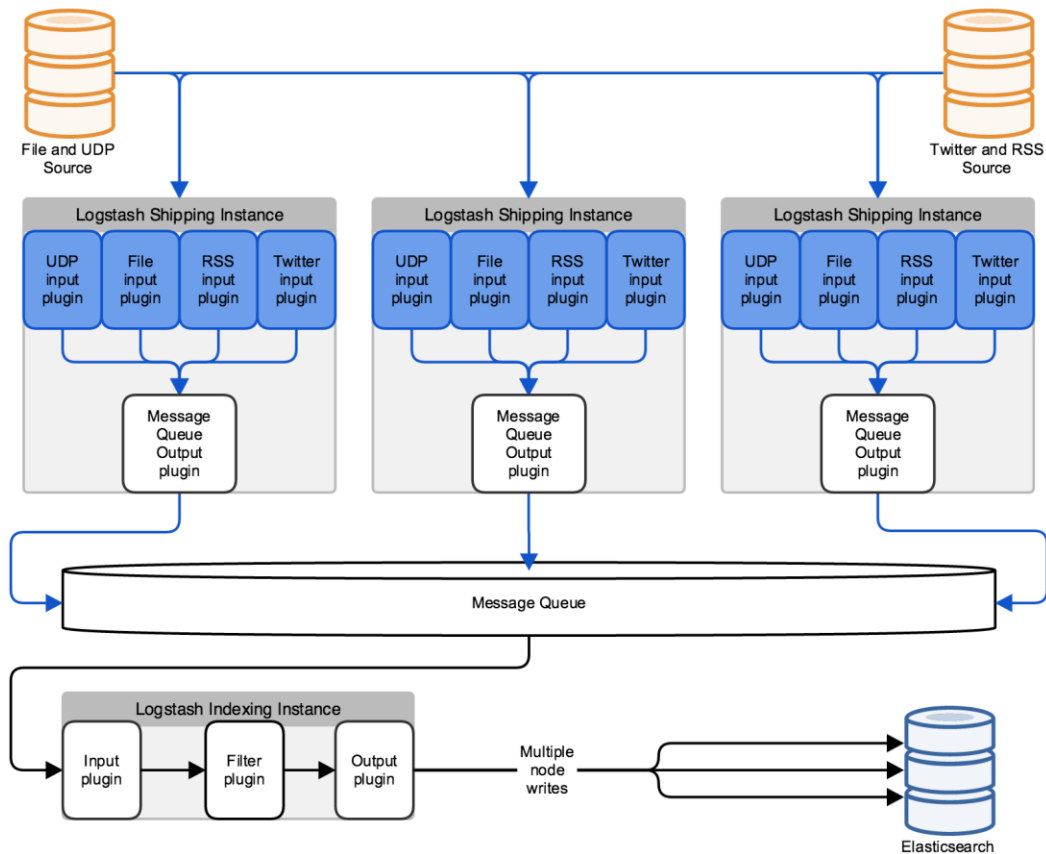 File and UDP
Source
Twitter and RSS
Source
Logstash Shipping Instance
UDP
input
plugin
File
input
plugin
RSS
input
plugin
Twitter
input
plugin
Message
Queue
Output
plugin
Logstash Shipping Instance
UDP
input
plugin
File
input
plugin
RSS
input
plugin
Twitter
input
plugin
Message
Queue
Output
plugin
Logstash Shipping Instance
UDP
input
plugin
File
input
plugin
RSS
input
plugin
Twitter
input
plugin
Message
Queue
Output
plugin
Message Queue
Logstash Indexing Instance
Input
plugin
Filter
plugin
Output
plugin
Multiple
node
writes
Elasticsearch